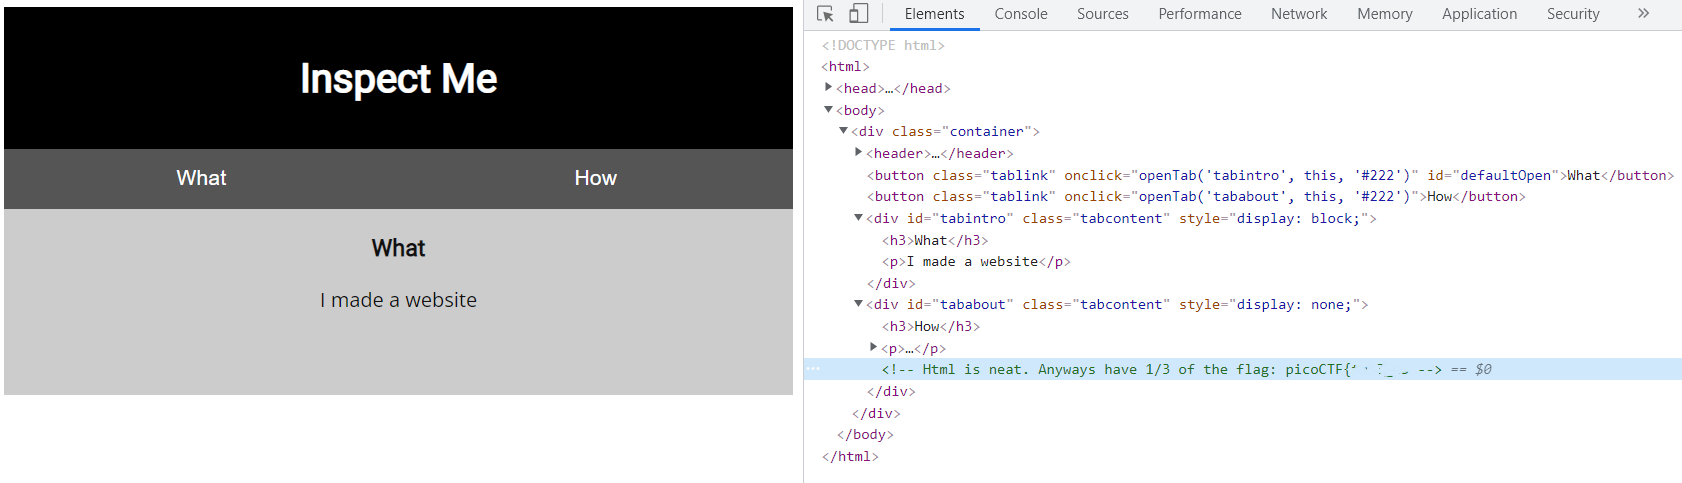 Inspect Me
What How
What
I made a website
Elements Console Sources Performance Network Memory Application Security »
<!DOCTYPE html>
<html>
<head>…</head>
<body>
<div class="container">
<header>…</header>
<button class="tablink" onclick="openTab('tabintro', this, '#222')" id="defaultOpen">What</button>
<button class="tablink" onclick="openTab('tababout', this, '#222')">How</button>
<div id="tabintro" class="tabcontent" style="display: block;">
<h3>What</h3>
<p>I made a website</p>
</div>
<div id="tababout" class="tabcontent" style="display: none;">
<h3>How</h3>
<p>…</p>
<!-- Html is neat. Anyways have 1/3 of the flag: picoCTF{ --> == $0
</div>
</div>
</body>
</html>